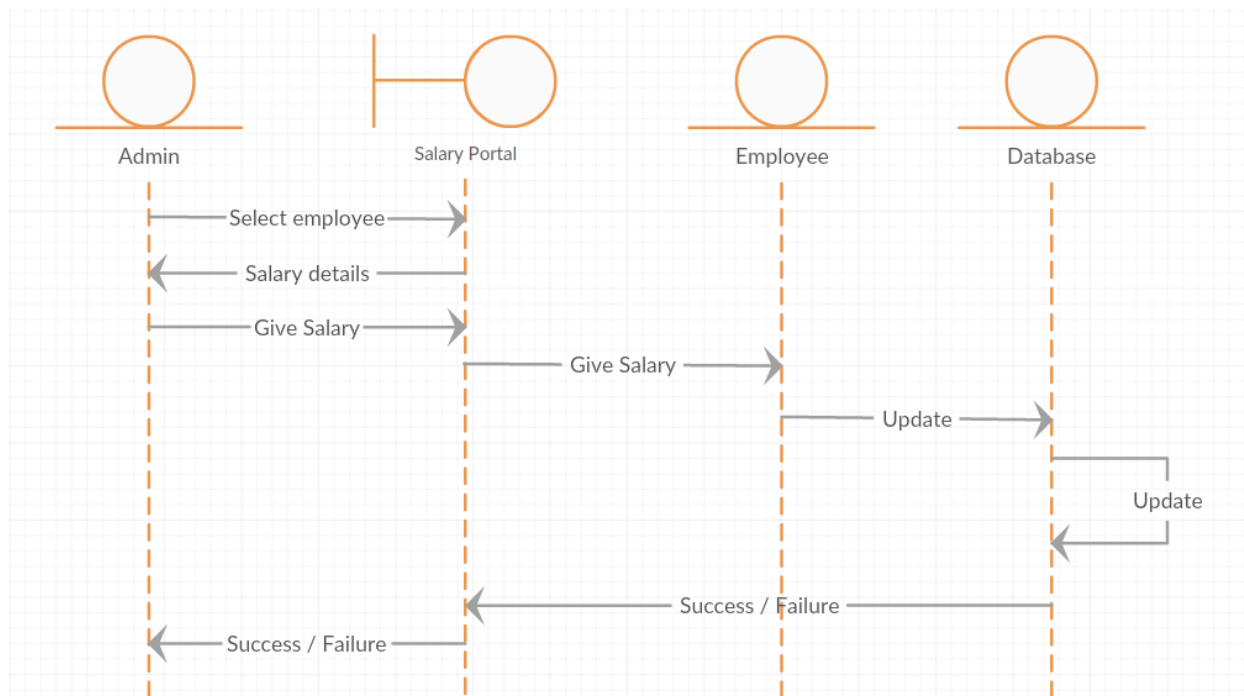 Admin
Salary Portal
Employee
Database
Select employee
Salary details
Give Salary
Give Salary
Update
Update
Success / Failure
Success / Failure